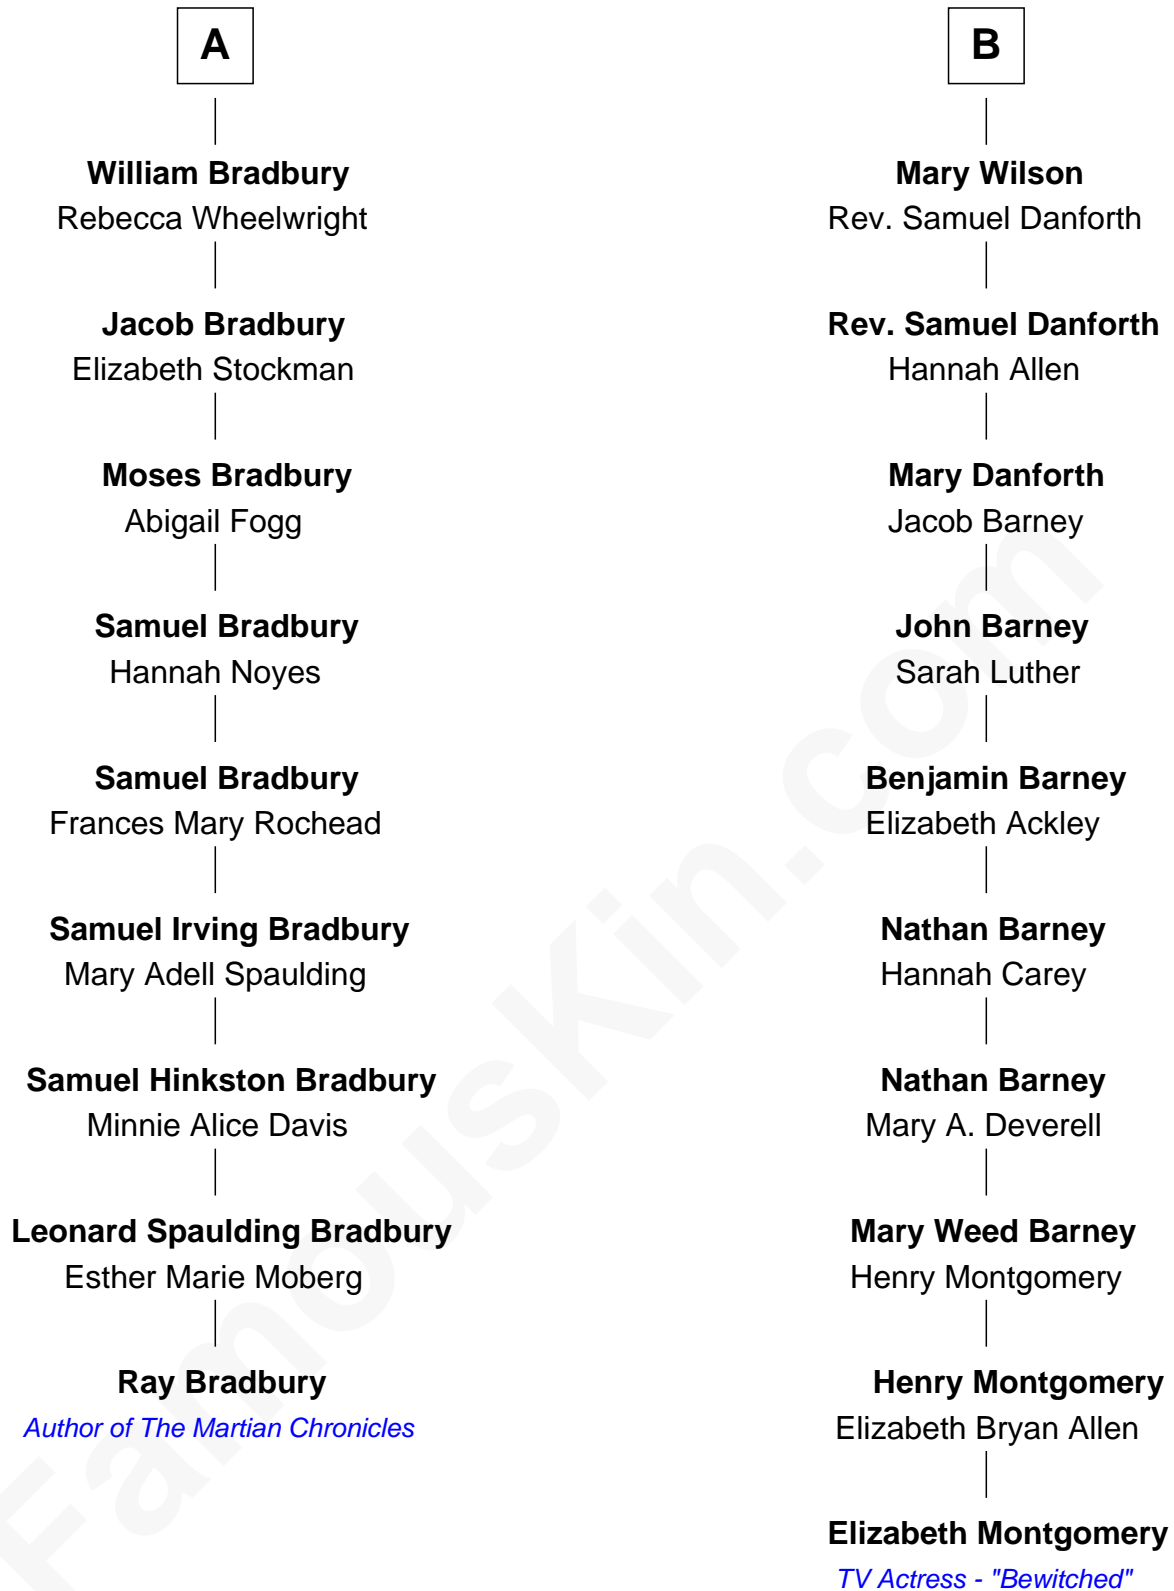 A
William Bradbury
Rebecca Wheelwright
Jacob Bradbury
Elizabeth Stockman
Moses Bradbury
Abigail Fogg
Samuel Bradbury
Hannah Noyes
Samuel Bradbury
Frances Mary Rochead
Samuel Irving Bradbury
Mary Adell Spaulding
Samuel Hinkston Bradbury
Minnie Alice Davis
Leonard Spaulding Bradbury
Esther Marie Moberg
Ray Bradbury
Author of The Martian Chronicles
B
Mary Wilson
Rev. Samuel Danforth
Rev. Samuel Danforth
Hannah Allen
Mary Danforth
Jacob Barney
John Barney
Sarah Luther
Benjamin Barney
Elizabeth Ackley
Nathan Barney
Hannah Carey
Nathan Barney
Mary A. Deverell
Mary Weed Barney
Henry Montgomery
Henry Montgomery
Elizabeth Bryan Allen
Elizabeth Montgomery
TV Actress - "Bewitched"
FamousKin.com